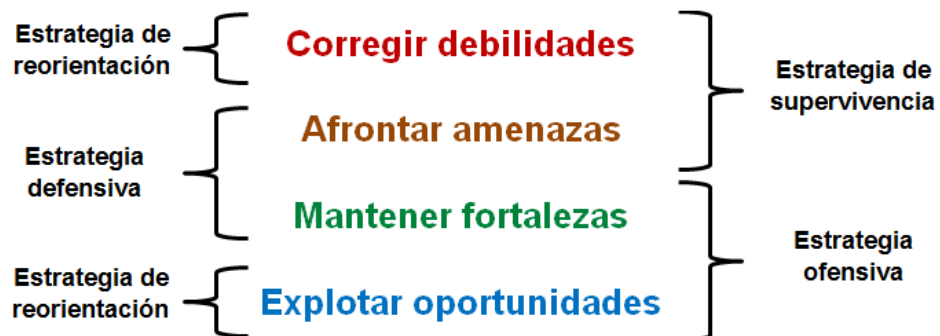 Estrategia de
reorientación
Corregir debilidades
Estrategia de
supervivencia
Afrontar amenazas
Estrategia
defensiva
Mantener fortalezas
Estrategia
ofensiva
Estrategia de
reorientación
Explotar oportunidades